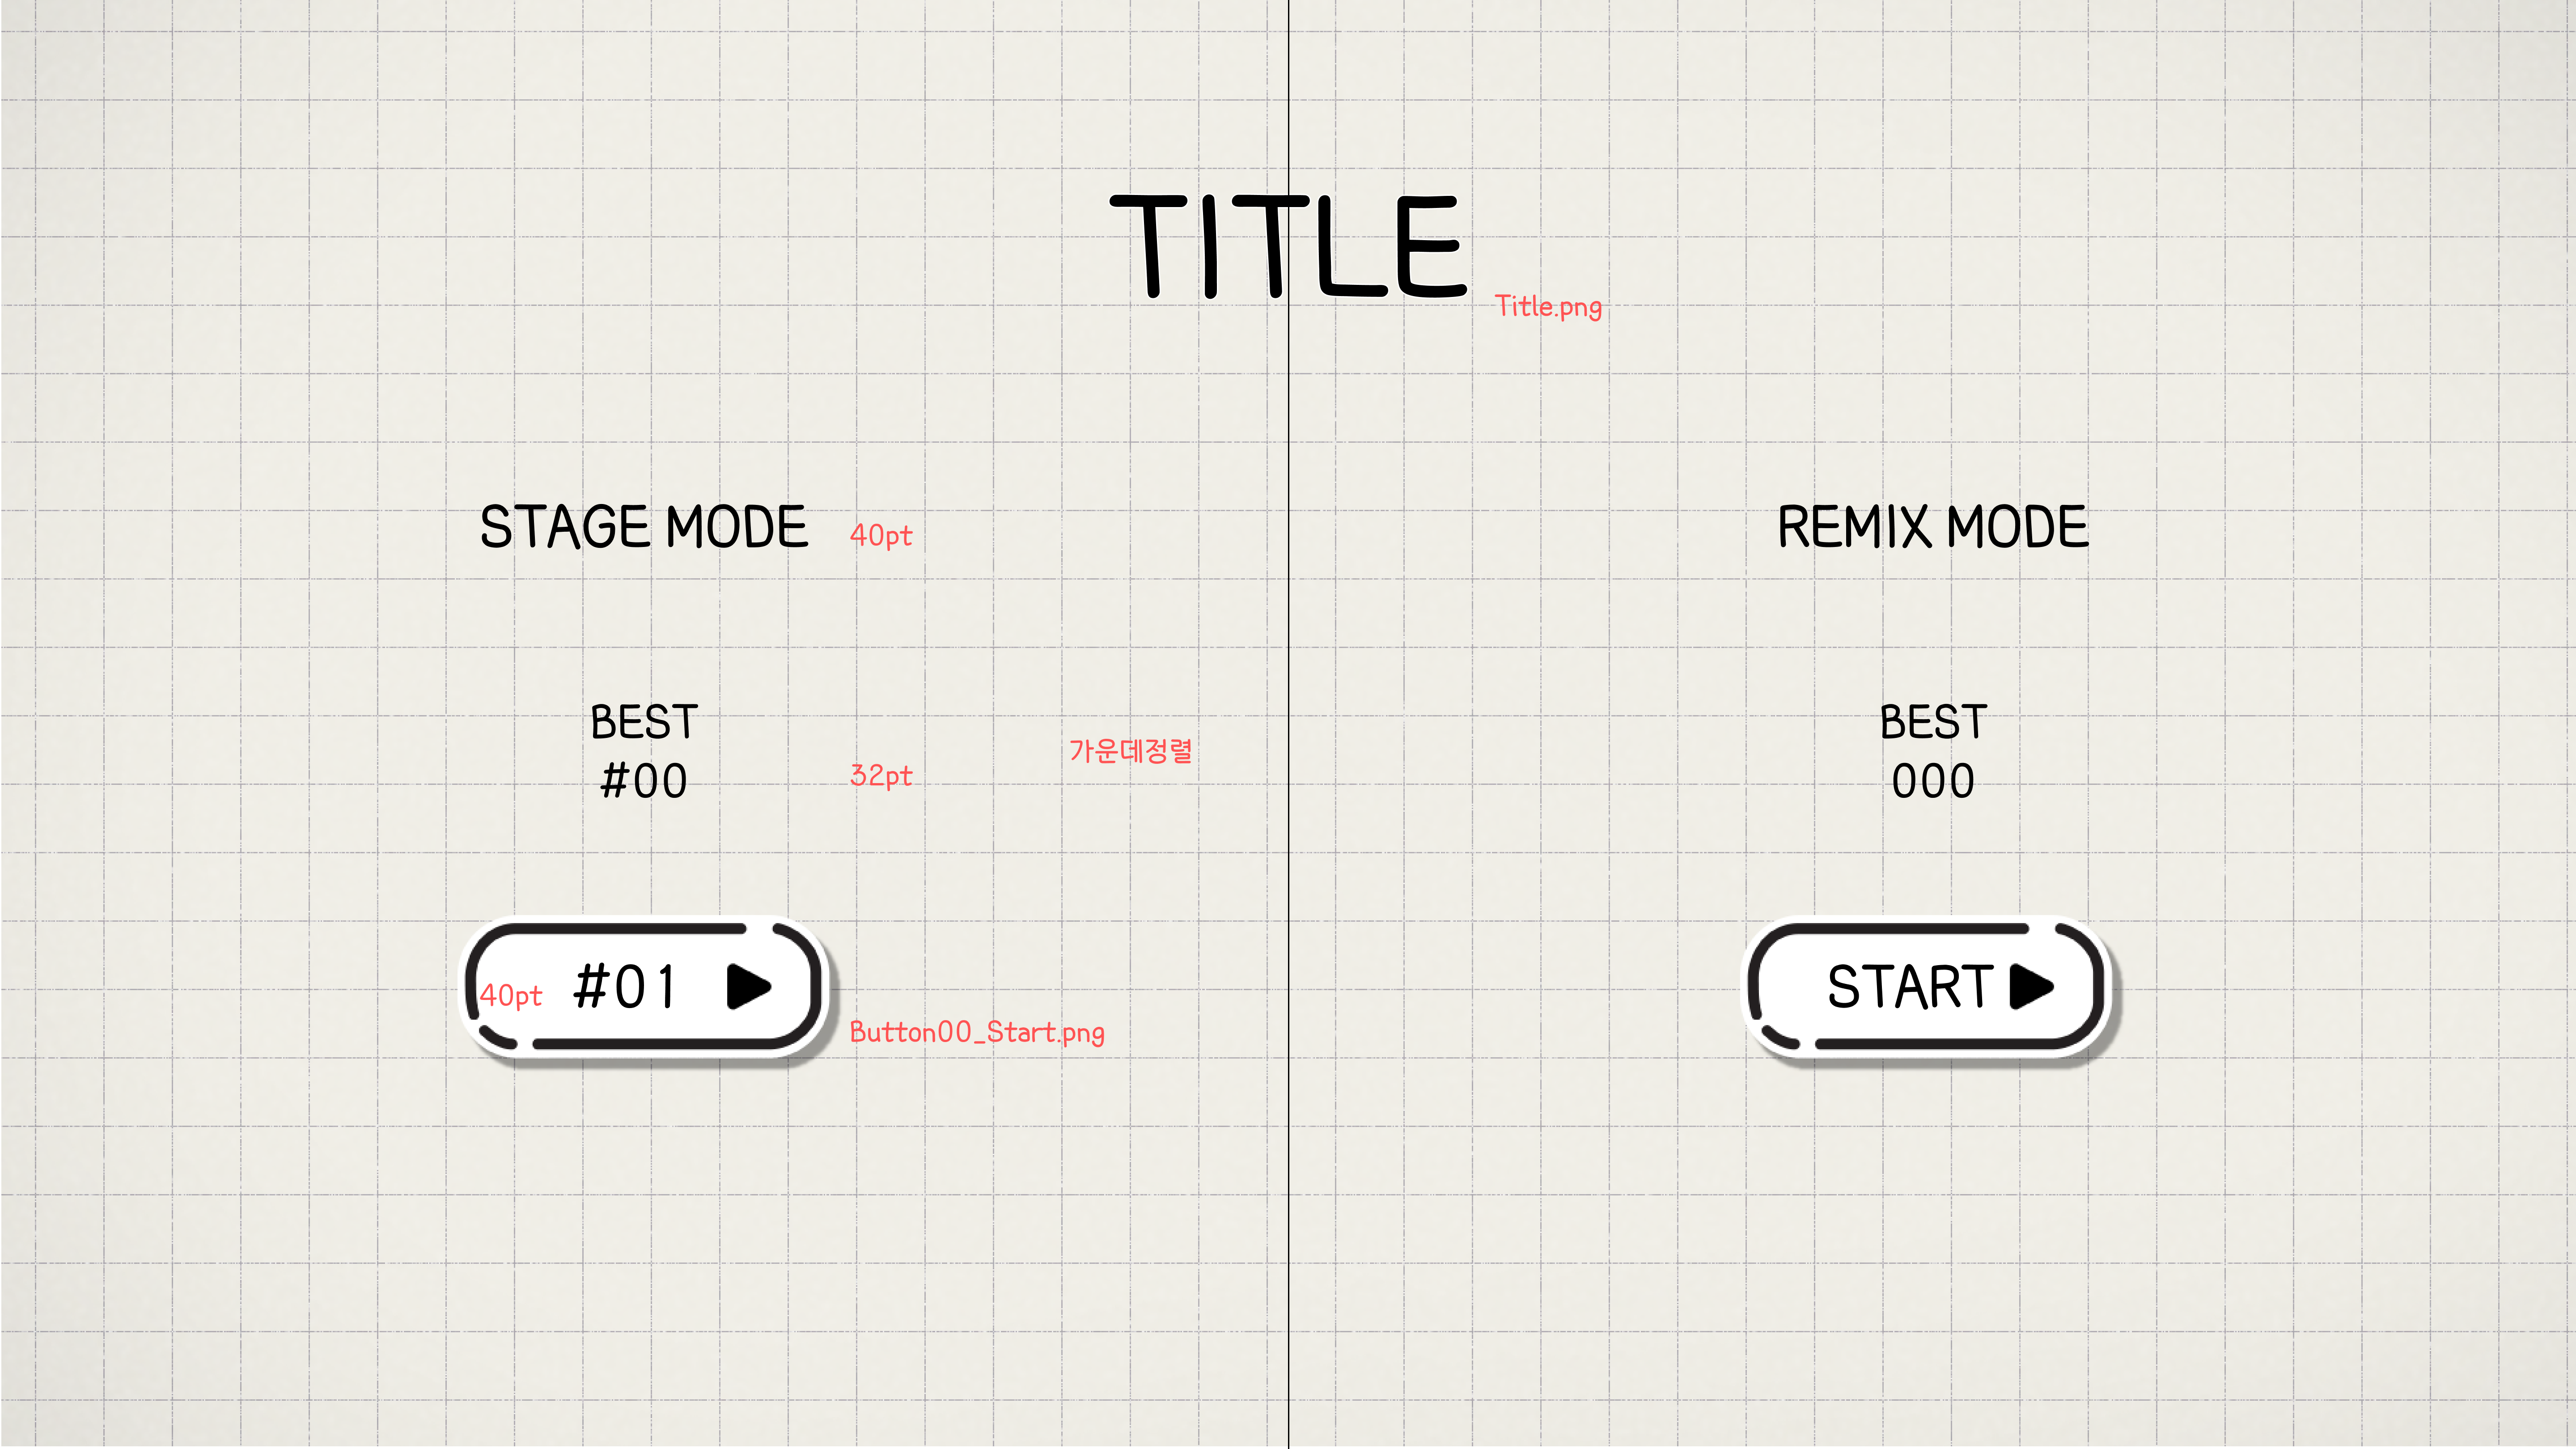 TITLE
Title.png
STAGE MODE
40pt
REMIX MODE
BEST
#00
32pt
가운데정렬
BEST
000
40pt
#01
Button00_Start.png
START